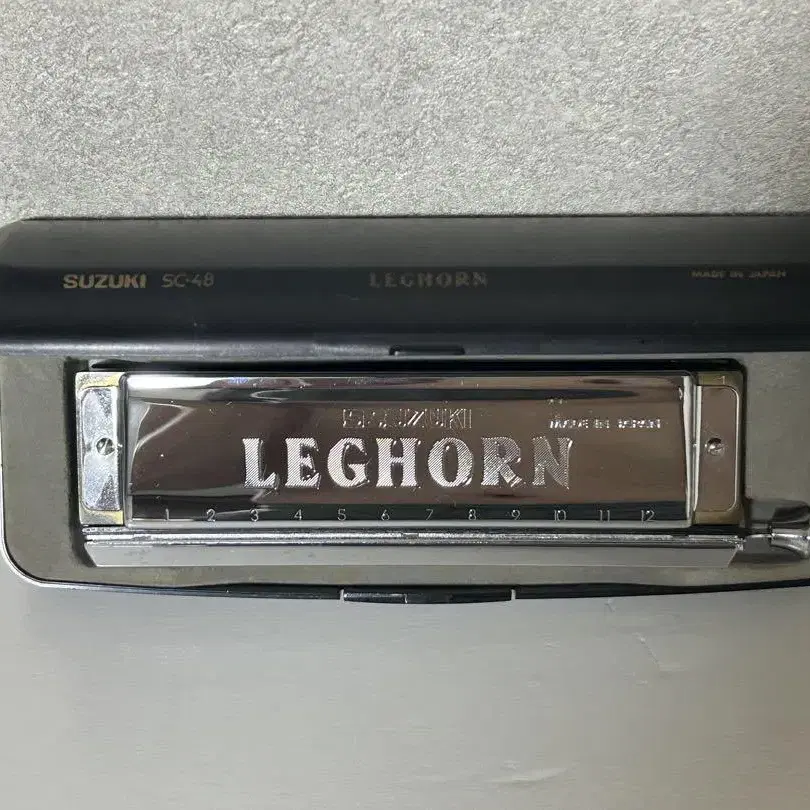 SUZUKI SC-48 LEGHORN MADE IN JAPAN
SUZUKI MADE IN JAPAN
LEGHORN
1 2 3 4 5 6 7 8 9 10 11 12